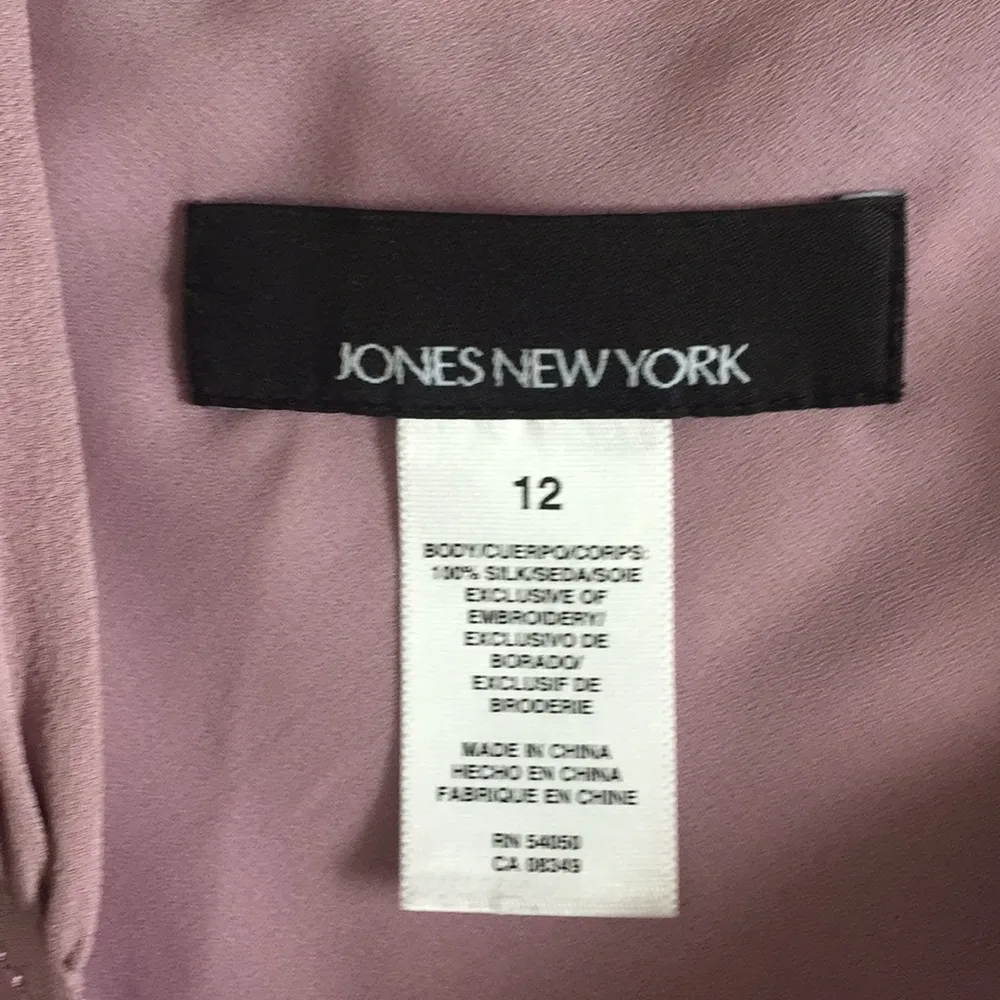 JONES NEW YORK
12
BODY/CUERPO/CORPS:
100% SILK/SEDA/SOIE
EXCLUSIVE OF
EMBROIDERY/
EXCLUSIVO DE
BORADO/
EXCLUSIF DE
BRODERIE
MADE IN CHINA
HECHO EN CHINA
FABRIQUE EN CHINE
RN 54050
CA 08349